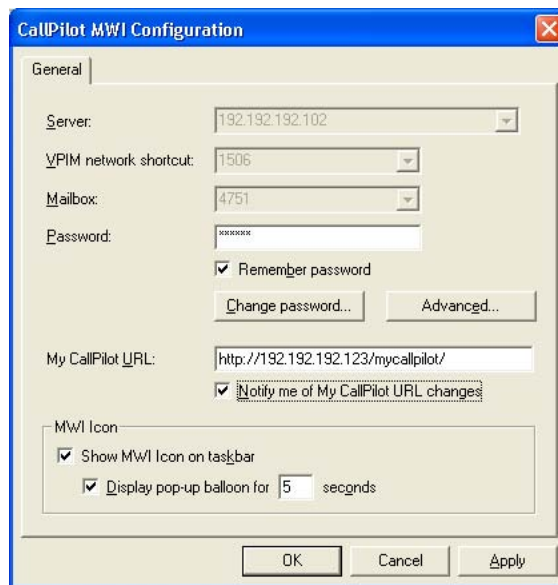 CallPilot MWI Configuration
General
Server: 192.192.192.102
VPIM network shortcut: 1506
Mailbox: 4751
Password: ******
Remember password
Change password... Advanced...
My CallPilot URL: http://192.192.192.123/mycallpilot/
Notify me of My CallPilot URL changes
MWI Icon
Show MWI Icon on taskbar
Display pop-up balloon for 5 seconds
OK Cancel Apply